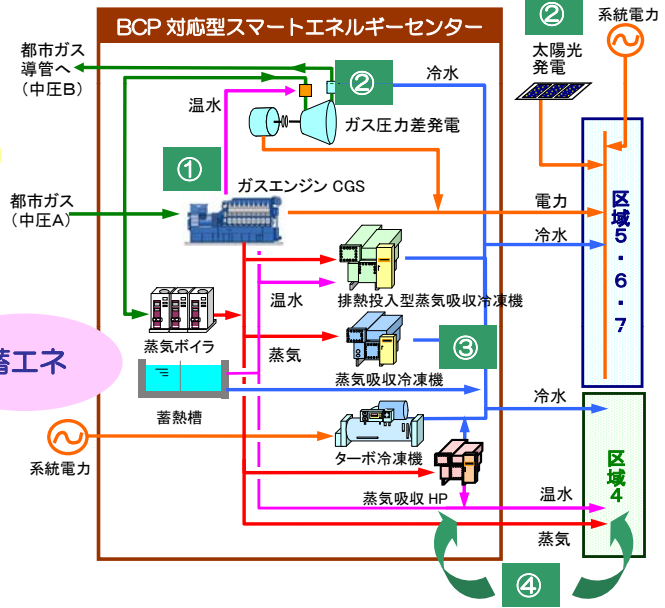 BCP 対応型スマートエネルギーセンター
②
系統電力
都市ガス
導管へ
(中圧B)
②
冷水
太陽光
発電
温水
ガス圧力差発電
①
ガスエンジン CGS
都市ガス
(中圧A)
電力
冷水
区域5・6・7
温水
排熱投入型蒸気吸収冷凍機
蒸気ボイラ
蒸気
③
蓄エネ
蒸気吸収冷凍機
冷水
蓄熱槽
ターボ冷凍機
系統電力
区域4
蒸気吸収 HP
温水
蒸気
④